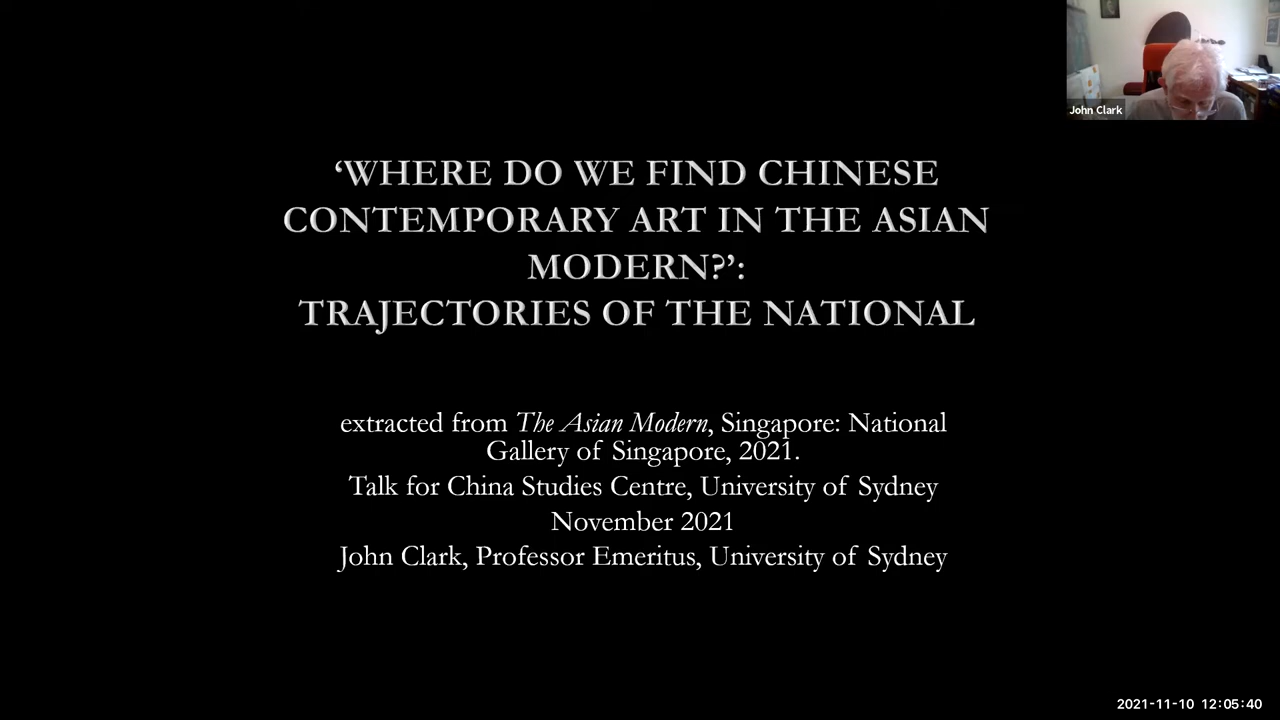 John Clark
‘WHERE DO WE FIND CHINESE
CONTEMPORARY ART IN THE ASIAN
MODERN?’:
TRAJECTORIES OF THE NATIONAL
extracted from The Asian Modern, Singapore: National
Gallery of Singapore, 2021.
Talk for China Studies Centre, University of Sydney
November 2021
John Clark, Professor Emeritus, University of Sydney
2021-11-10 12:05:40